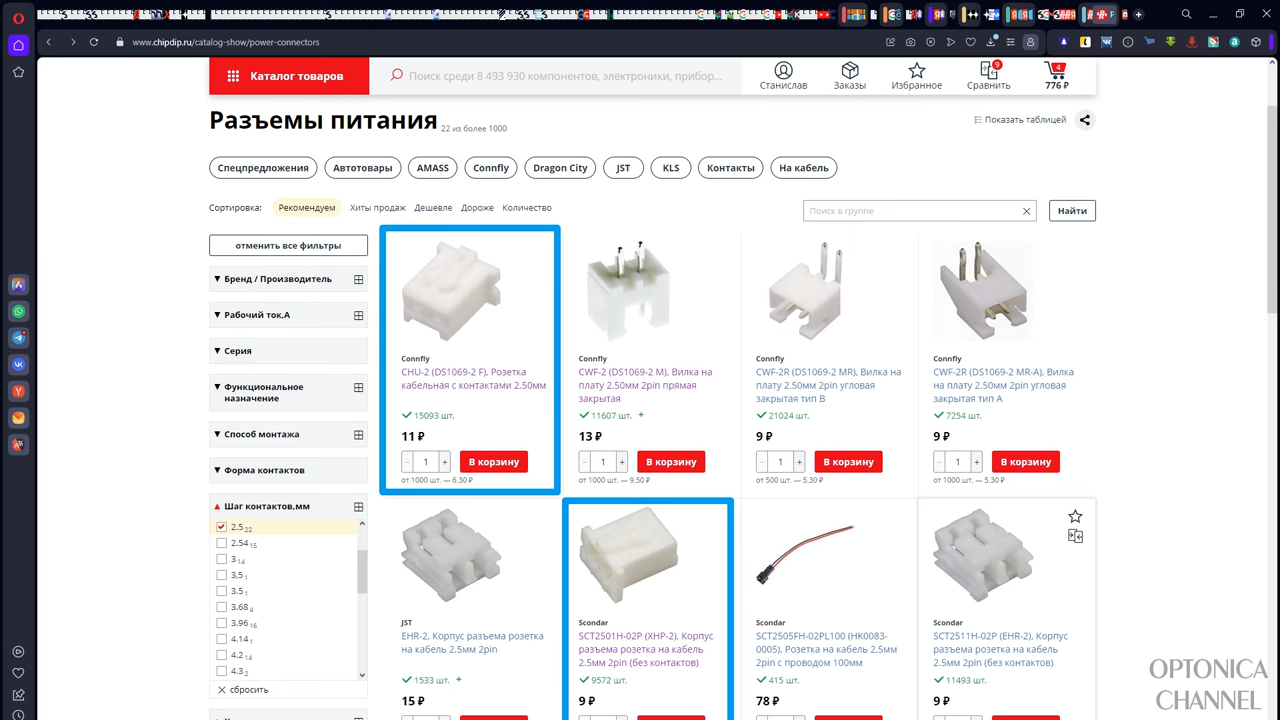 www.chipdip.ru/catalog-show/power-connectors
Каталог товаров
Поиск среди 8 493 930 компонентов, электроники, прибор...
Станислав
Заказы
Избранное
9
Сравнить
4
776 ₽
Разъемы питания 22 из более 1000
Показать таблицей
Спецпредложения
Автотовары
AMASS
Connfly
Dragon City
JST
KLS
Контакты
На кабель
Сортировка: Рекомендуем Хиты продаж Дешевле Дороже Количество
Поиск в группе
Найти
отменить все фильтры
▼ Бренд / Производитель
▼ Рабочий ток,А
▼ Серия
▼ Функциональное
назначение
▼ Способ монтажа
▼ Форма контактов
▲ Шаг контактов,мм
2.5 22
2.54 15
3 14
3,5 1
3.5 1
3.68 4
3.96 16
4.14 1
4.2 14
4.3 2
сбросить
Connfly
CHU-2 (DS1069-2 F), Розетка
кабельная с контактами 2.50мм
15093 шт.
11 ₽
− 1 +
В корзину
от 1000 шт. — 6.30 ₽
Connfly
CWF-2 (DS1069-2 M), Вилка на
плату 2.50мм 2pin прямая
закрытая
11607 шт. +
13 ₽
− 1 +
В корзину
от 1000 шт. — 9.50 ₽
Connfly
CWF-2R (DS1069-2 MR), Вилка на
плату 2.50мм 2pin угловая
закрытая тип B
21024 шт.
9 ₽
− 1 +
В корзину
от 500 шт. — 5.30 ₽
Connfly
CWF-2R (DS1069-2 MR-A), Вилка
на плату 2.50мм 2pin угловая
закрытая тип A
7254 шт.
9 ₽
− 1 +
В корзину
от 1000 шт. — 5.30 ₽
JST
EHR-2, Корпус разъема розетка
на кабель 2.5мм 2pin
1533 шт. +
15 ₽
Scondar
SCT2501H-02P (XHP-2), Корпус
разъема розетка на кабель
2.5мм 2pin (без контактов)
9572 шт.
9 ₽
Scondar
SCT2505FH-02PL100 (HK0083-
0005), Розетка на кабель 2,5мм
2pin с проводом 100мм
415 шт.
78 ₽
Scondar
SCT2511H-02P (EHR-2), Корпус
разъема розетка на кабель
2.5мм 2pin (без контактов)
11493 шт.
9 ₽
OPTONICA
CHANNEL